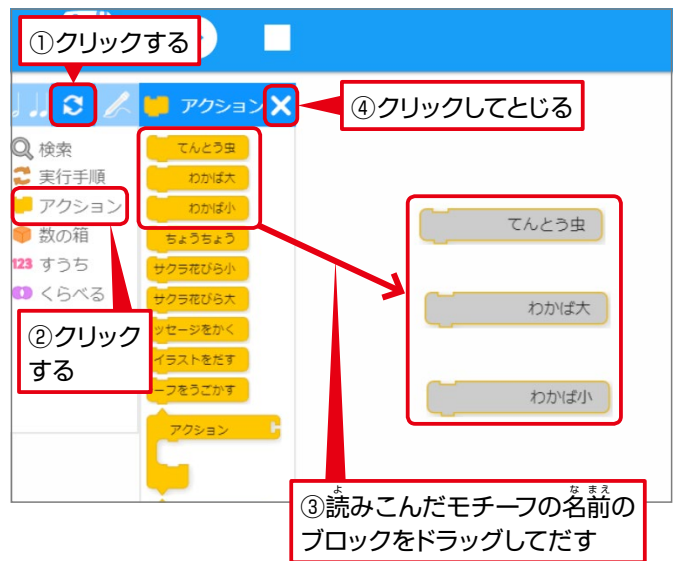 ①クリックする
アクション
④クリックしてとじる
検索
実行手順
アクション
数の箱
123 すうち
くらべる
②クリック
する
てんとう虫
わかば大
わかば小
ちょうちょう
サクラ花びら小
サクラ花びら大
ッセージをかく
イラストをだす
ーフをうごかす
アクション
てんとう虫
わかば大
わかば小
③読みこんだモチーフの名前の
よ
なまえ
ブロックをドラッグしてだす